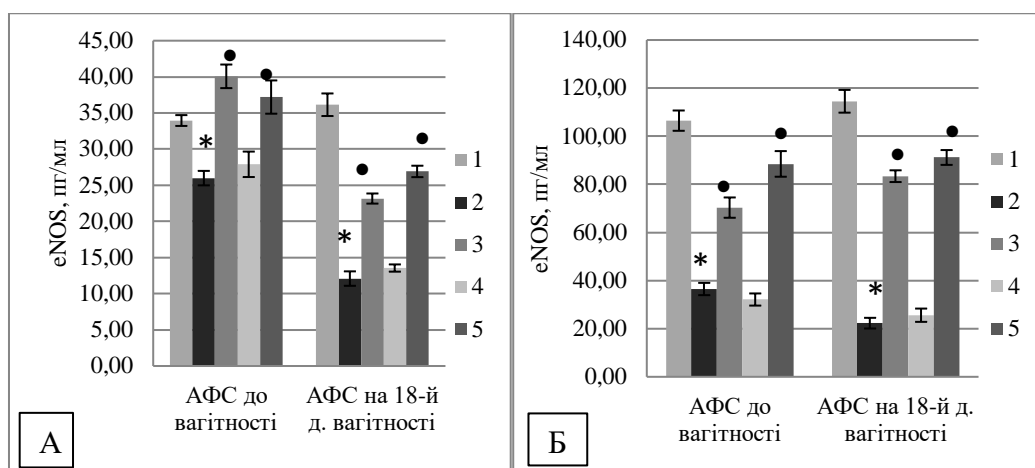 45,00
40,00
35,00
30,00
25,00
20,00
15,00
10,00
5,00
0,00
eNOS, пг/мл
*
*
АФС до
вагітності
АФС на 18-й
д. вагітності
1
2
3
4
5
А
140,00
120,00
100,00
80,00
60,00
40,00
20,00
0,00
eNOS, пг/мл
*
*
АФС до
вагітності
АФС на 18-й д.
вагітності
1
2
3
4
5
Б